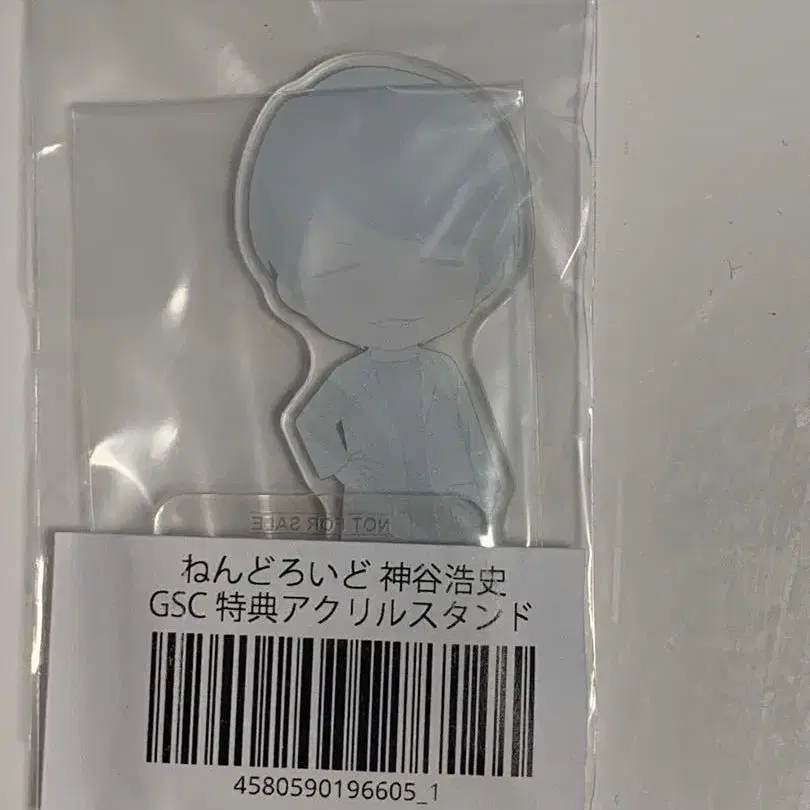 NOT FOR SALE
ねんどろいど 神谷浩史
GSC 特典アクリルスタンド
4580590196605_1